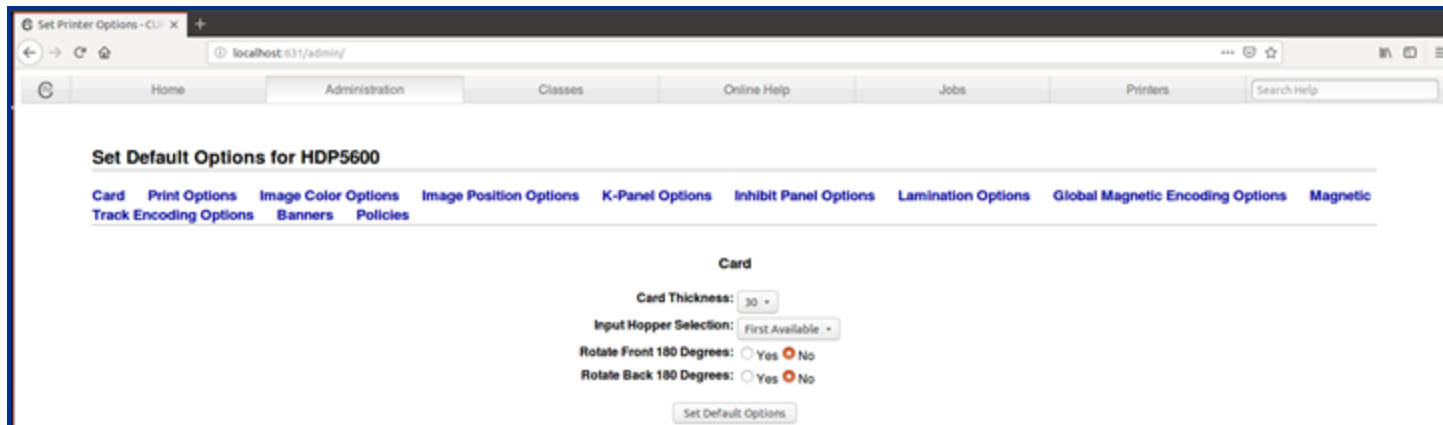 Set Printer Options - CU
localhost:631/admin/
Home Administration Classes Online Help Jobs Printers Search Help
Set Default Options for HDP5600
Card Print Options Image Color Options Image Position Options K-Panel Options Inhibit Panel Options Lamination Options Global Magnetic Encoding Options Magnetic
Track Encoding Options Banners Policies
Card
Card Thickness: 30
Input Hopper Selection: First Available
Rotate Front 180 Degrees: Yes No
Rotate Back 180 Degrees: Yes No
Set Default Options